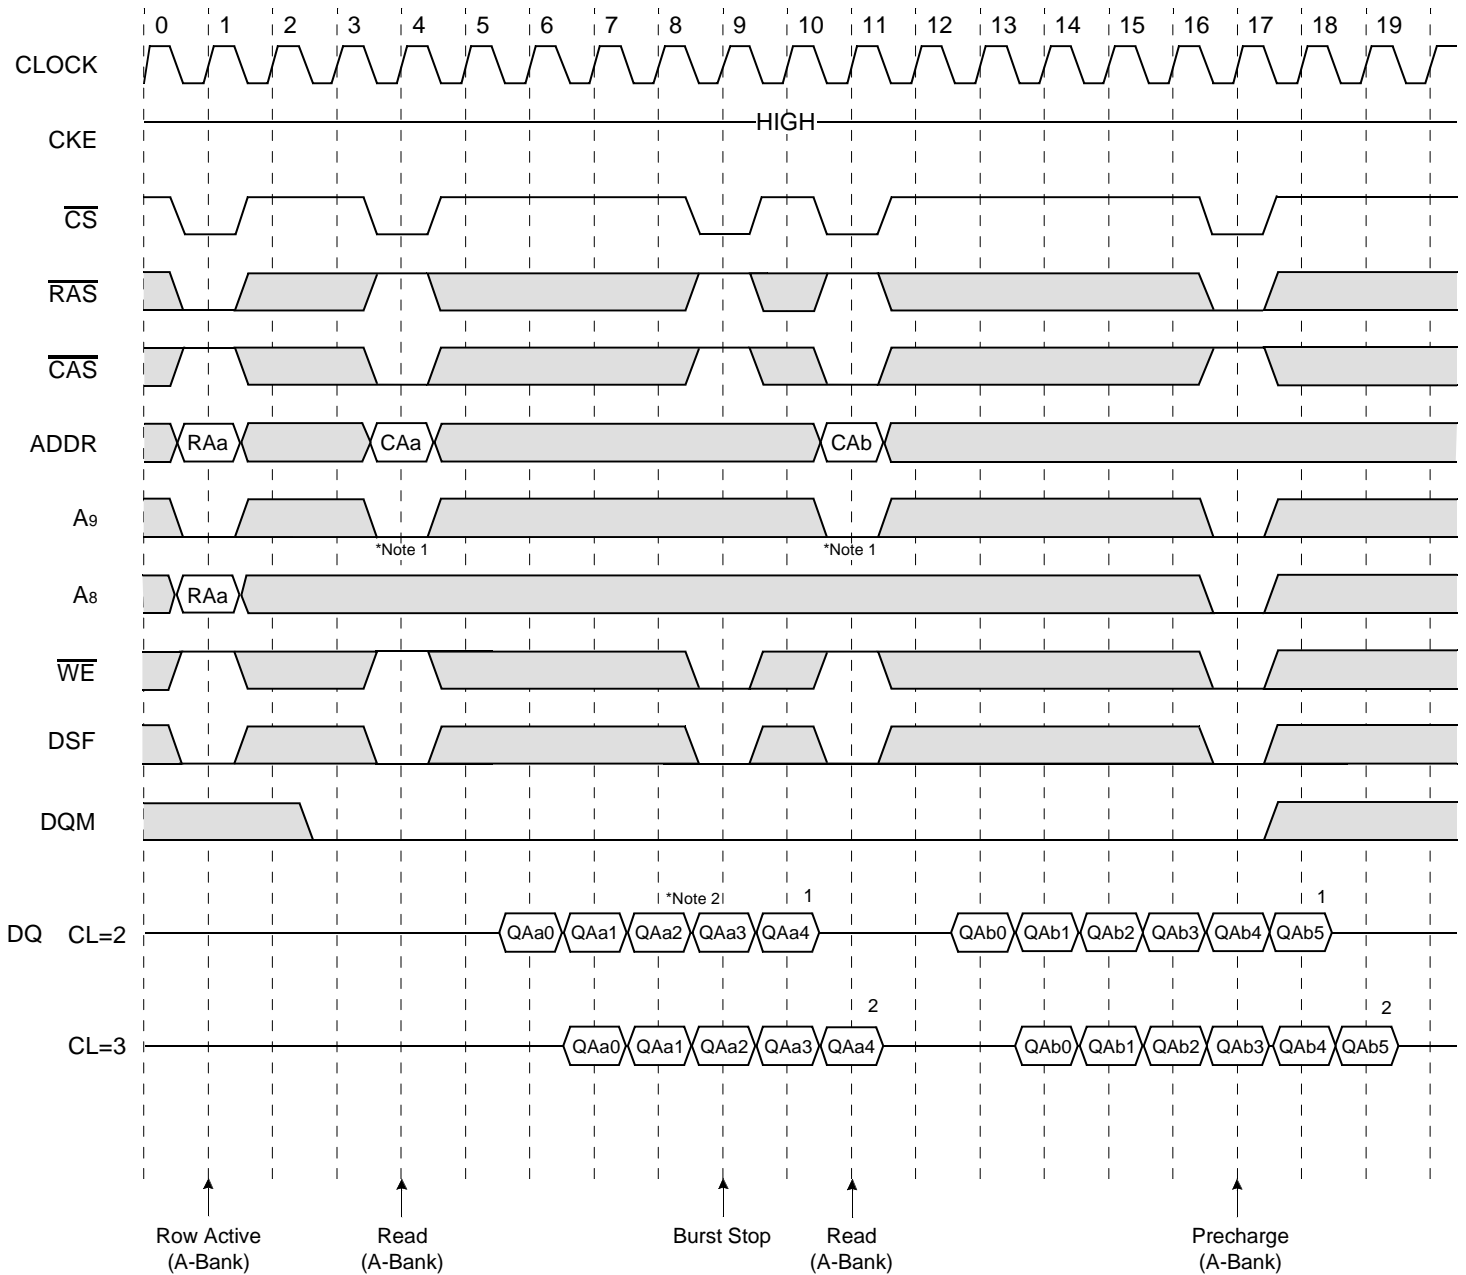 0 1 2 3 4 5 6 7 8 9 10 11 12 13 14 15 16 17 18 19
CLOCK
HIGH
CKE
CS
RAS
CAS
ADDR RAa CAa CAb
A9
*Note 1 *Note 1
A8 RAa
WE
DSF
DQM
*Note 2 1 1
DQ CL=2 QAa0 QAa1 QAa2 QAa3 QAa4 QAb0 QAb1 QAb2 QAb3 QAb4 QAb5
2 2
CL=3 QAa0 QAa1 QAa2 QAa3 QAa4 QAb0 QAb1 QAb2 QAb3 QAb4 QAb5
Row Active Read Burst Stop Read Precharge
(A-Bank) (A-Bank) (A-Bank) (A-Bank)